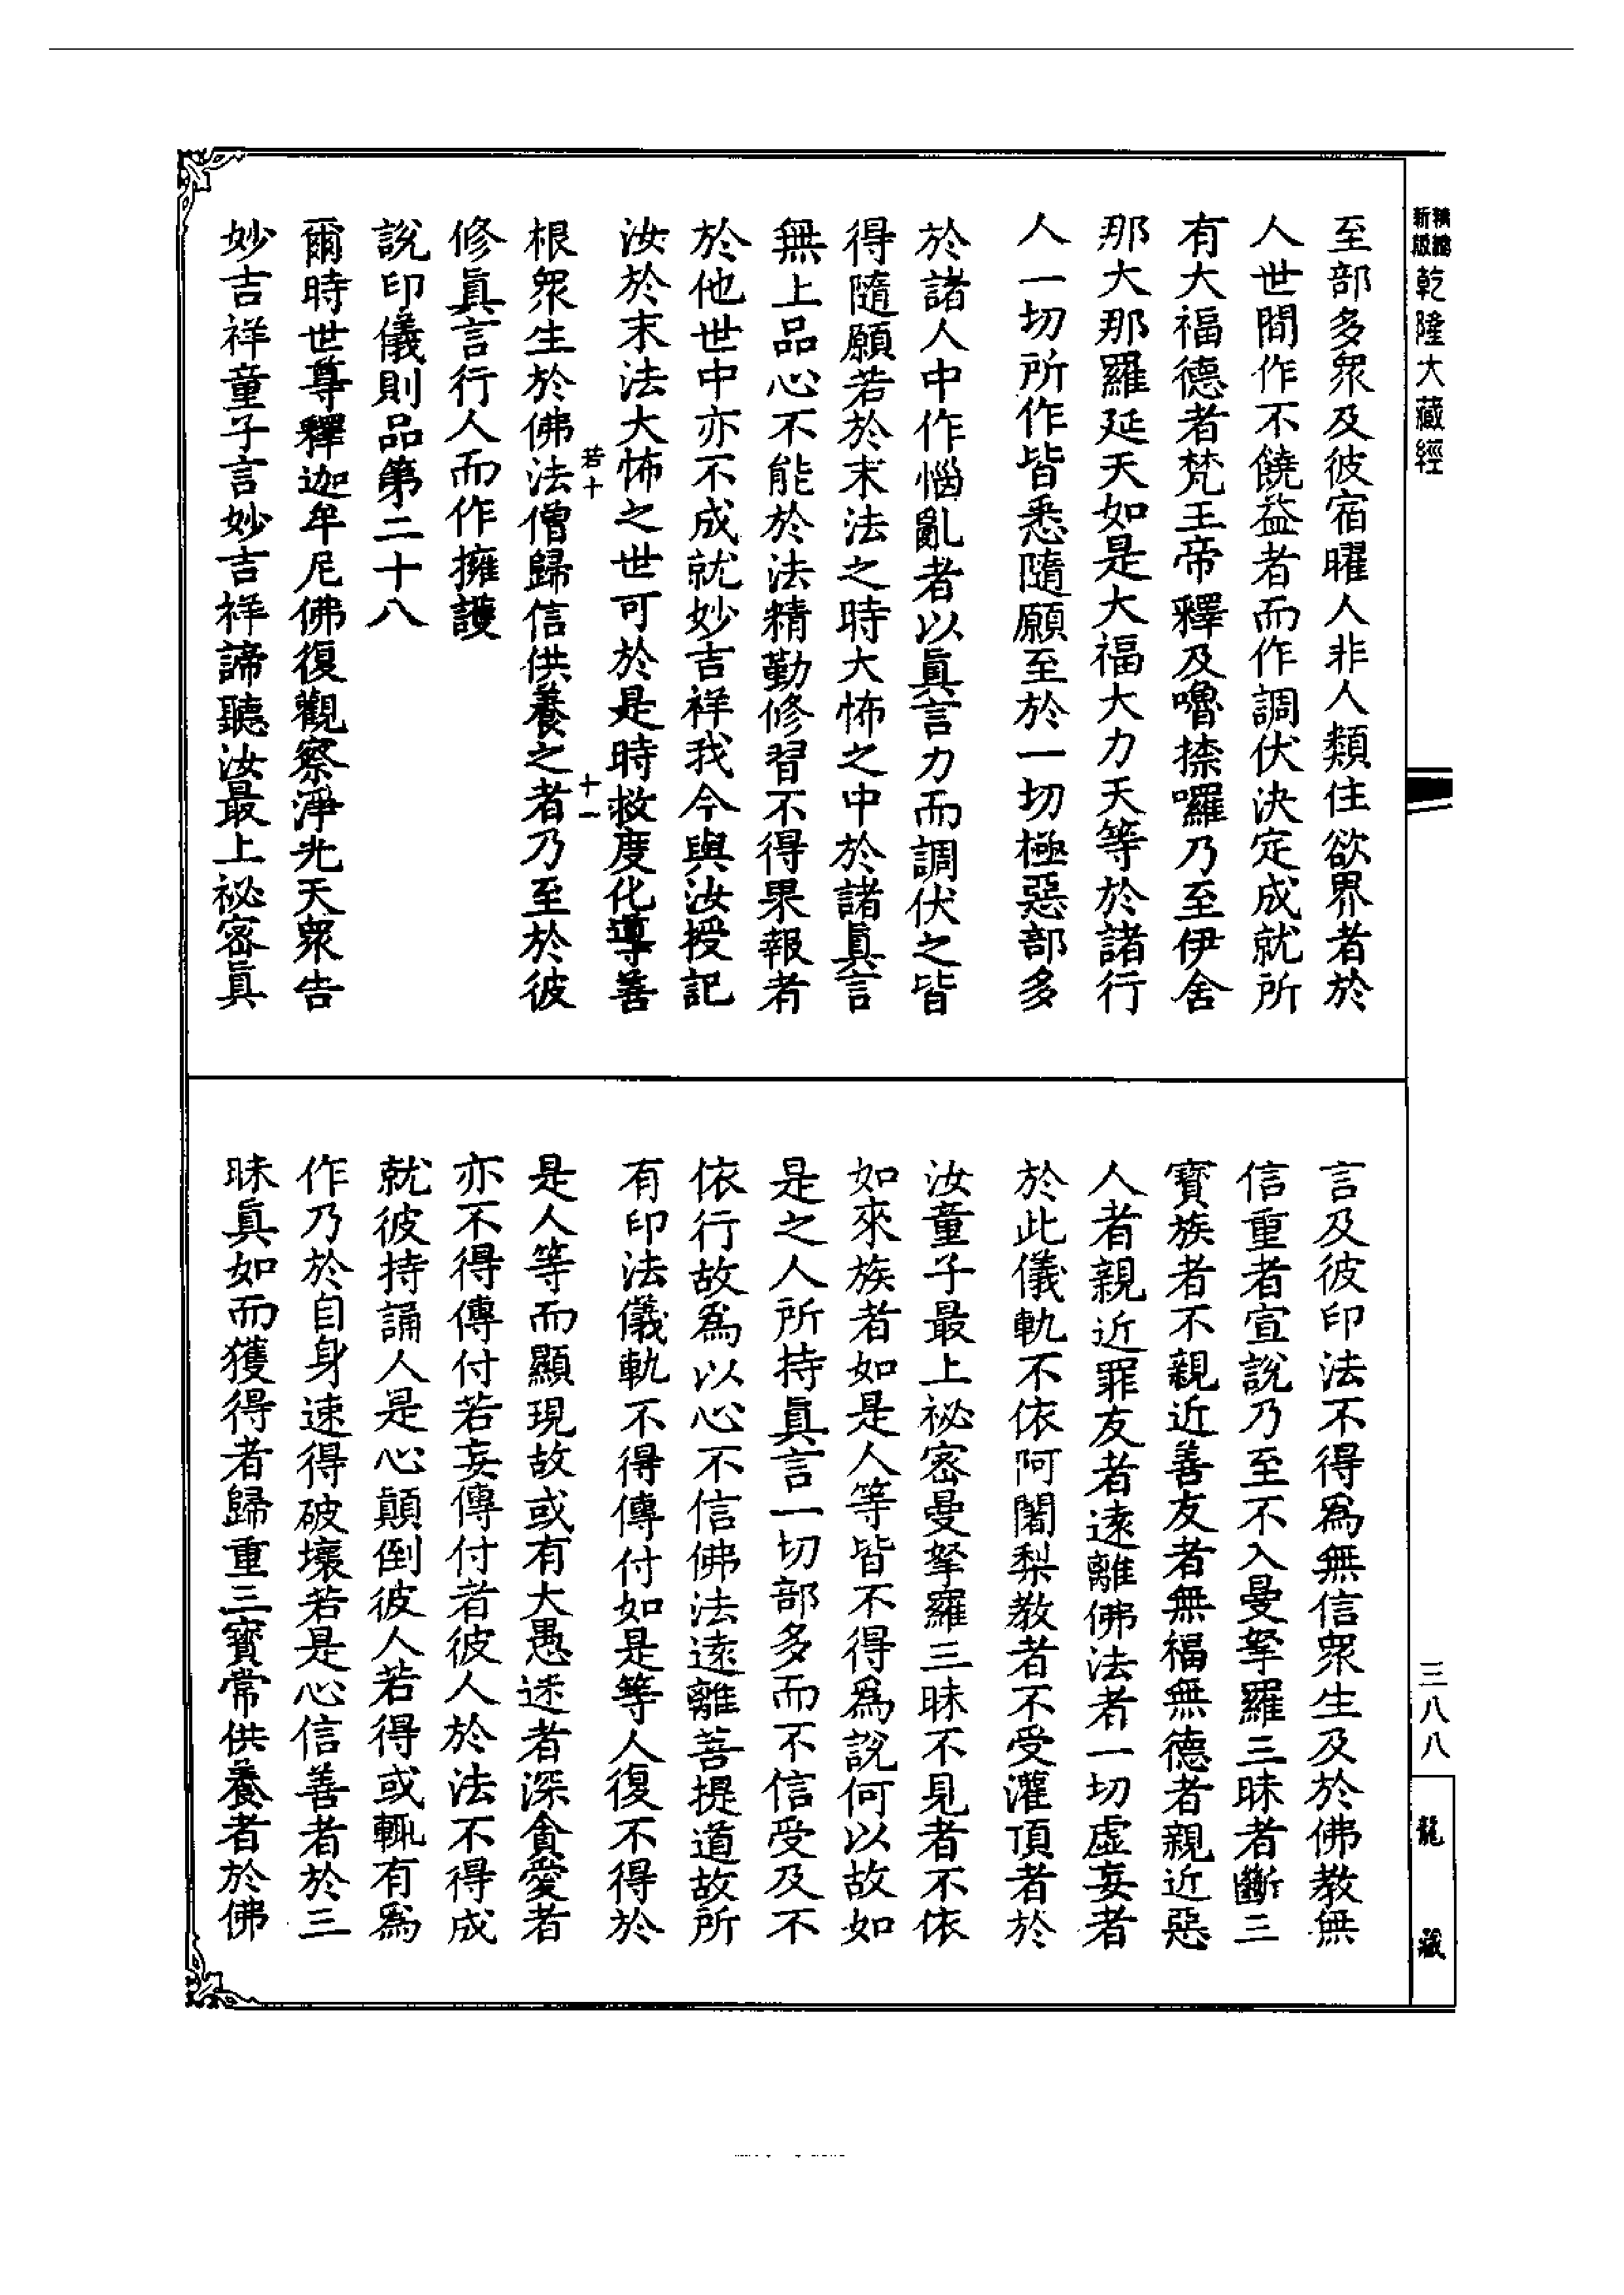 新版
精縮
乾隆大藏經
至部多眾及彼宿曜人非人類住欲界者於
人世間作不饒益者而作調伏決定成就所
有大福德者梵王帝釋及嚕捺囉乃至伊舍
那大那羅延天如是大福大力天等於諸行
人一切所作皆悉隨願至於一切極惡部多
於諸人中作惱亂者以眞言力而調伏之皆
得隨願若於末法之時大怖之中於諸眞言
無上品心不能於法精勤修習不得果報者
於他世中亦不成就妙吉祥我今與汝授記
汝於末法大怖之世可於是時救度化導善
若十
十一
根眾生於佛法僧歸信供養之者乃至於彼
修眞言行人而作擁護
說印儀則品第二十八
爾時世尊釋迦牟尼佛復觀察淨光天眾告
妙吉祥童子言妙吉祥諦聽汝最上祕密眞
言及彼印法不得爲無信眾生及於佛教無
信重者宣說乃至不入曼拏羅三昧者斷三
寶族者不親近善友者無福無德者親近惡
人者親近罪友者遠離佛法者一切虛妄者
於此儀軌不依阿闍梨教者不受灌頂者於
汝童子最上祕密曼拏羅三昧不見者不依
如來族者如是人等皆不得爲說何以故如
是之人所持眞言一切部多而不信受及不
依行故爲以心不信佛法遠離菩提道故所
有印法儀軌不得傳付如是等人復不得於
是人等而顯現故或有大愚迷者深貪愛者
亦不得傳付若妄傳付者彼人於法不得成
就彼持誦人是心顛倒彼人若得或輒有爲
作乃於自身速得破壞若是心信善者於三
昧眞如而獲得者歸重三寶常供養者於佛
三八八
龍藏